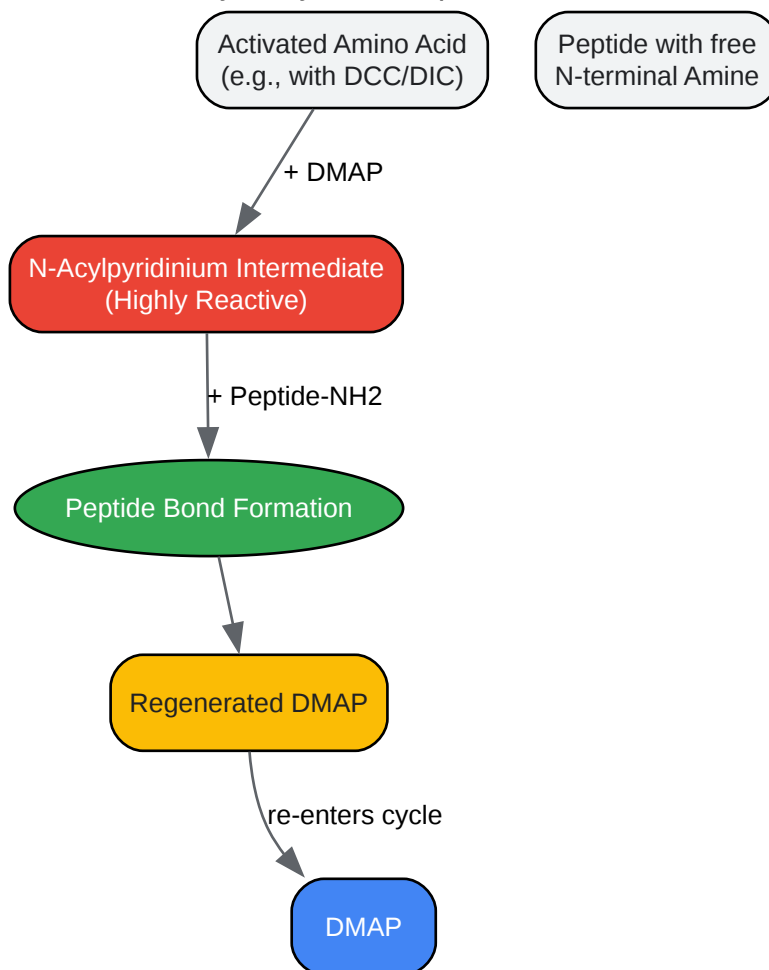 Activated Amino Acid
(e.g., with DCC/DIC)
Peptide with free
N-terminal Amine
+ DMAP
N-Acylpyridinium Intermediate
(Highly Reactive)
+ Peptide-NH2
Peptide Bond Formation
Regenerated DMAP
re-enters cycle
DMAP